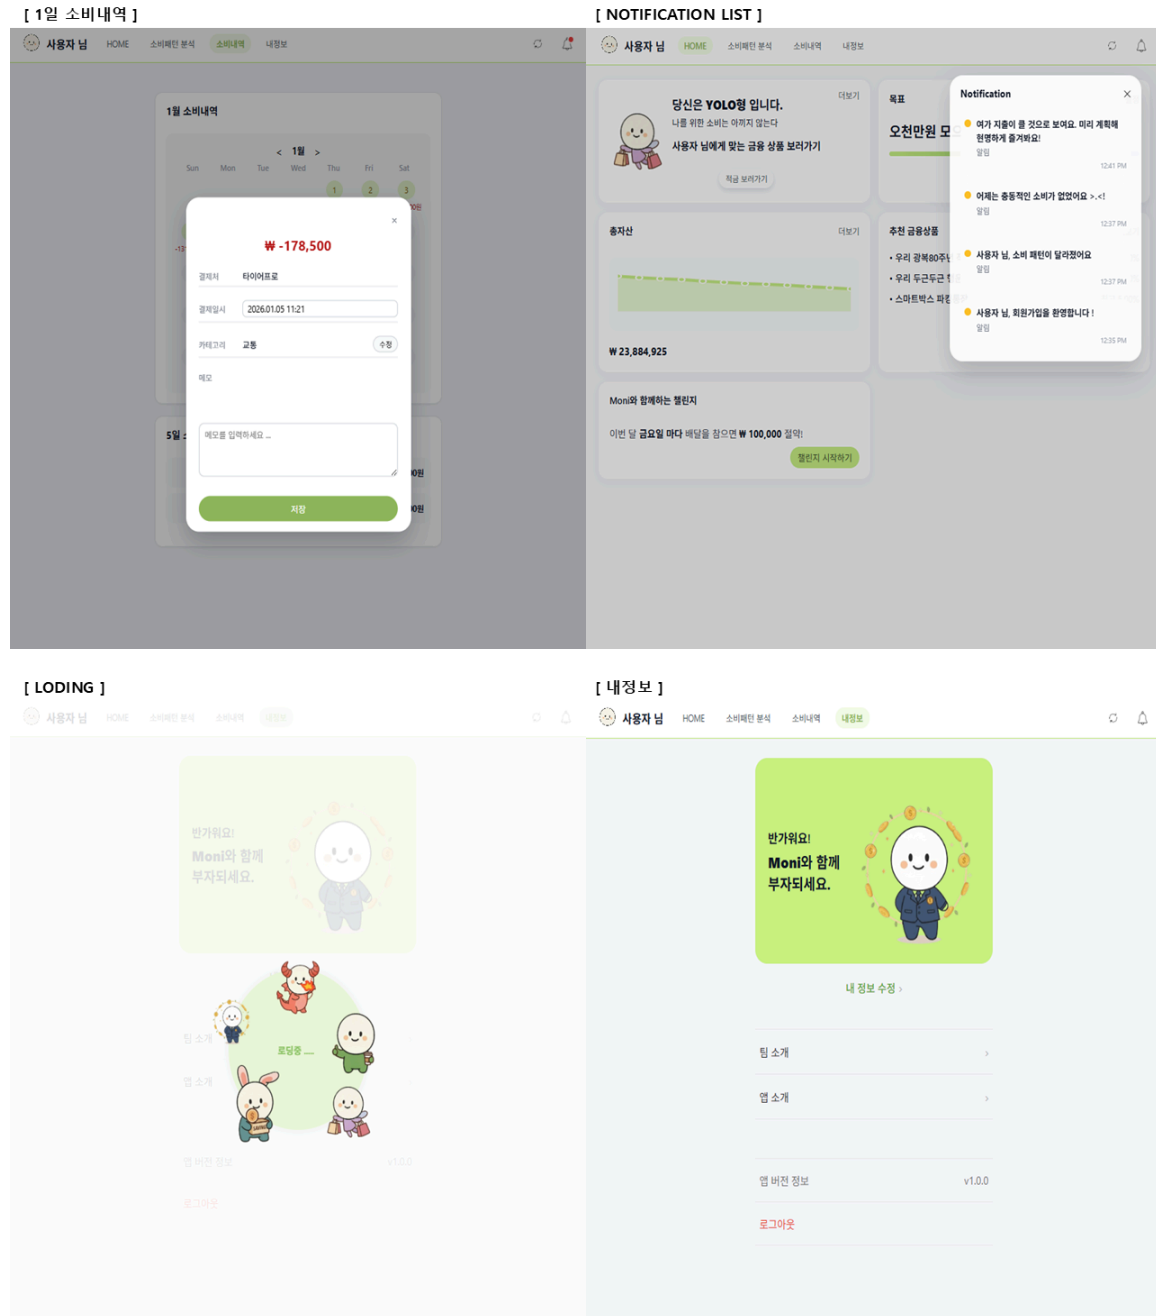 [ 1일 소비내역 ]
사용자 님 HOME 소비패턴 분석 소비내역 내정보
1월 소비내역
< 1월 >
Sun Mon Tue Wed Thu Fri Sat
1 2 3
₩ -178,500
결제처 타이어프로
결제일시 2026.01.05 11:21
카테고리 교통 수정
메모
5일
메모를 입력하세요 ...
저장
[ NOTIFICATION LIST ]
사용자 님 HOME 소비패턴 분석 소비내역 내정보
당신은 YOLO형 입니다. 더보기
나를 위한 소비는 아끼지 않는다
사용자 님에게 맞는 금융 상품 보러가기
적금 보러가기
목표
오천만원 모으
총자산 더보기
₩ 23,884,925
추천 금융상품
• 우리 광복80주년
• 우리 두근두근
• 스마트박스 파킹
Moni와 함께하는 챌린지
이번 달 금요일 마다 배달을 참으면 ₩ 100,000 절약!
챌린지 시작하기
Notification ×
여가 지출이 클 것으로 보여요. 미리 계획해
현명하게 즐겨봐요!
알림
12:41 PM
어제는 충동적인 소비가 없었어요 >.<!
알림
12:37 PM
사용자 님, 소비 패턴이 달라졌어요
알림
12:37 PM
사용자 님, 회원가입을 환영합니다 !
알림
12:35 PM
[ LODING ]
사용자 님 HOME 소비패턴 분석 소비내역 내정보
반가워요!
Moni와 함께
부자되세요.
로딩중 .....
팀 소개
앱 소개
앱 버전 정보 v1.0.0
로그아웃
[ 내정보 ]
사용자 님 HOME 소비패턴 분석 소비내역 내정보
반가워요!
Moni와 함께
부자되세요.
내 정보 수정 >
팀 소개 >
앱 소개 >
앱 버전 정보 v1.0.0
로그아웃